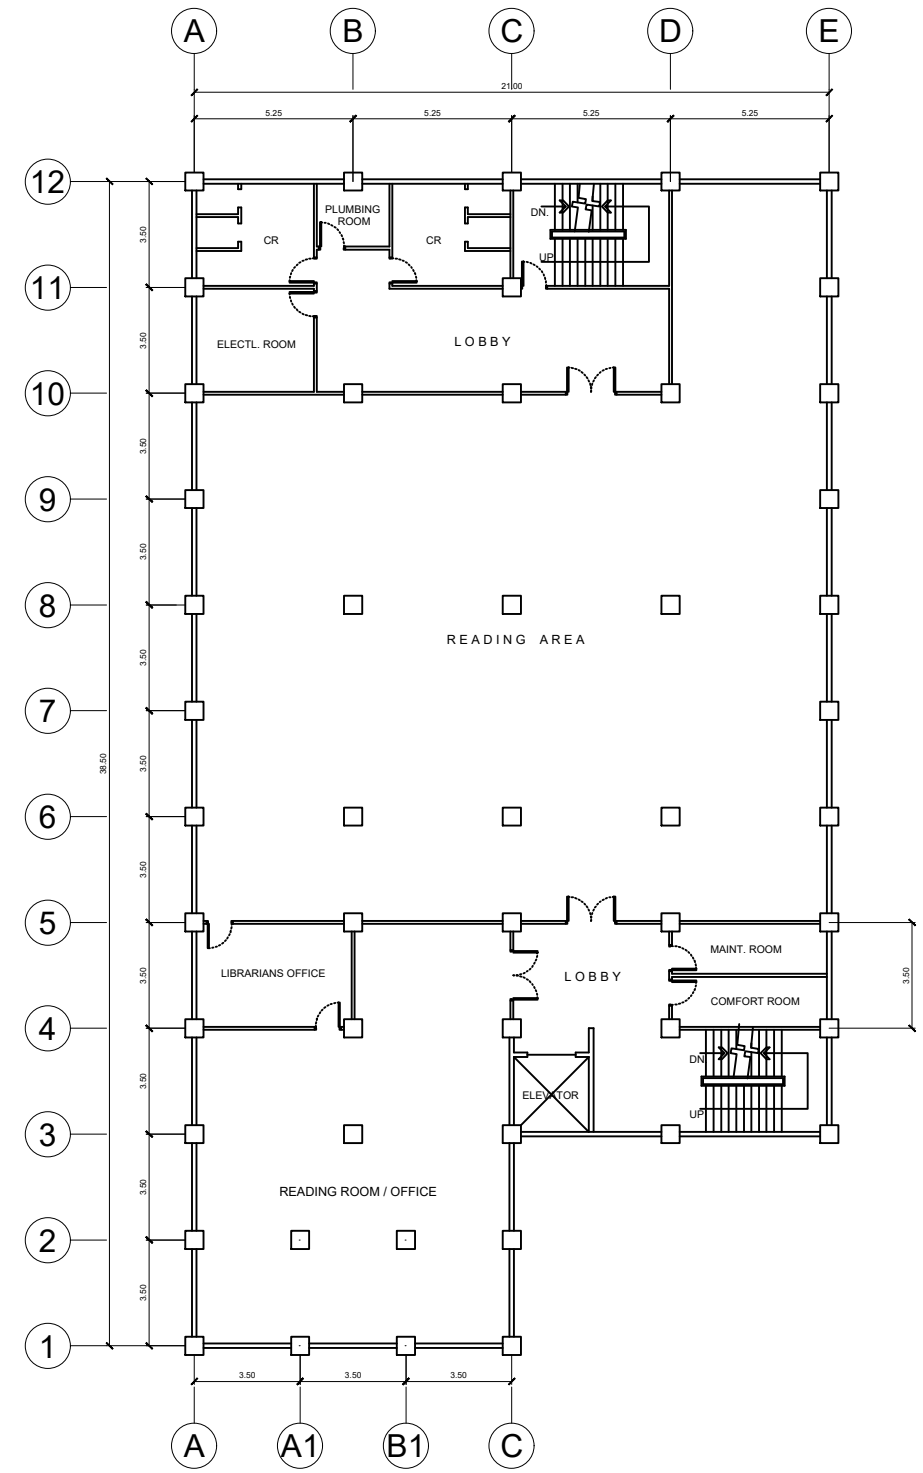 A B C D E
21.00
5.25 5.25 5.25 5.25
12
3.50
PLUMBING
ROOM
CR
CR
DN.
UP
11
3.50
ELECTL. ROOM
LOBBY
10
3.50
9
3.50
8
READING AREA
3.50
7
38.50
3.50
6
3.50
5
MAINT. ROOM
LIBRARIANS OFFICE
LOBBY
3.50
3.50
COMFORT ROOM
4
DN
3.50
ELEVATOR
UP
3
3.50
READING ROOM / OFFICE
2
3.50
1
3.50 3.50 3.50
A A1 B1 C